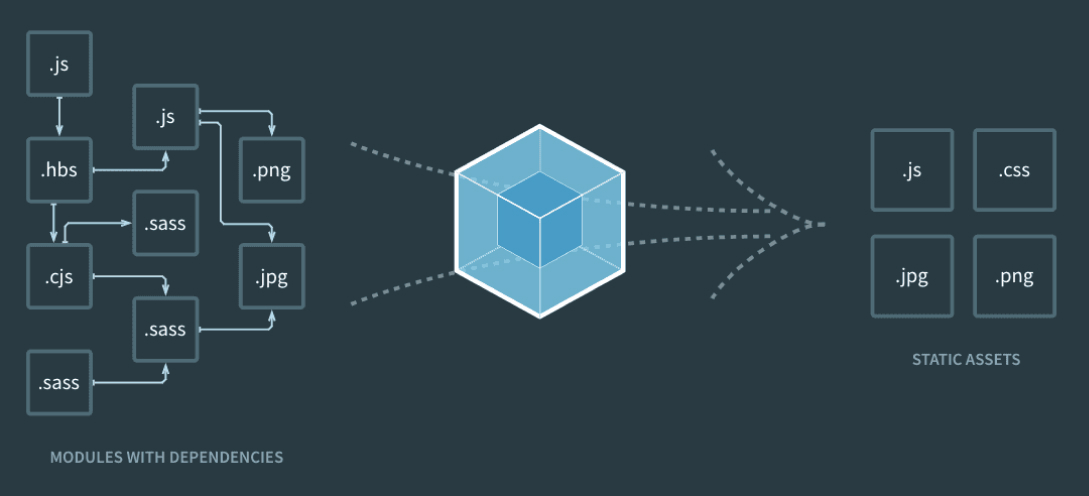 .js
.js
.hbs
.png
.sass
.cjs
.jpg
.sass
.sass
MODULES WITH DEPENDENCIES
.js
.css
.jpg
.png
STATIC ASSETS